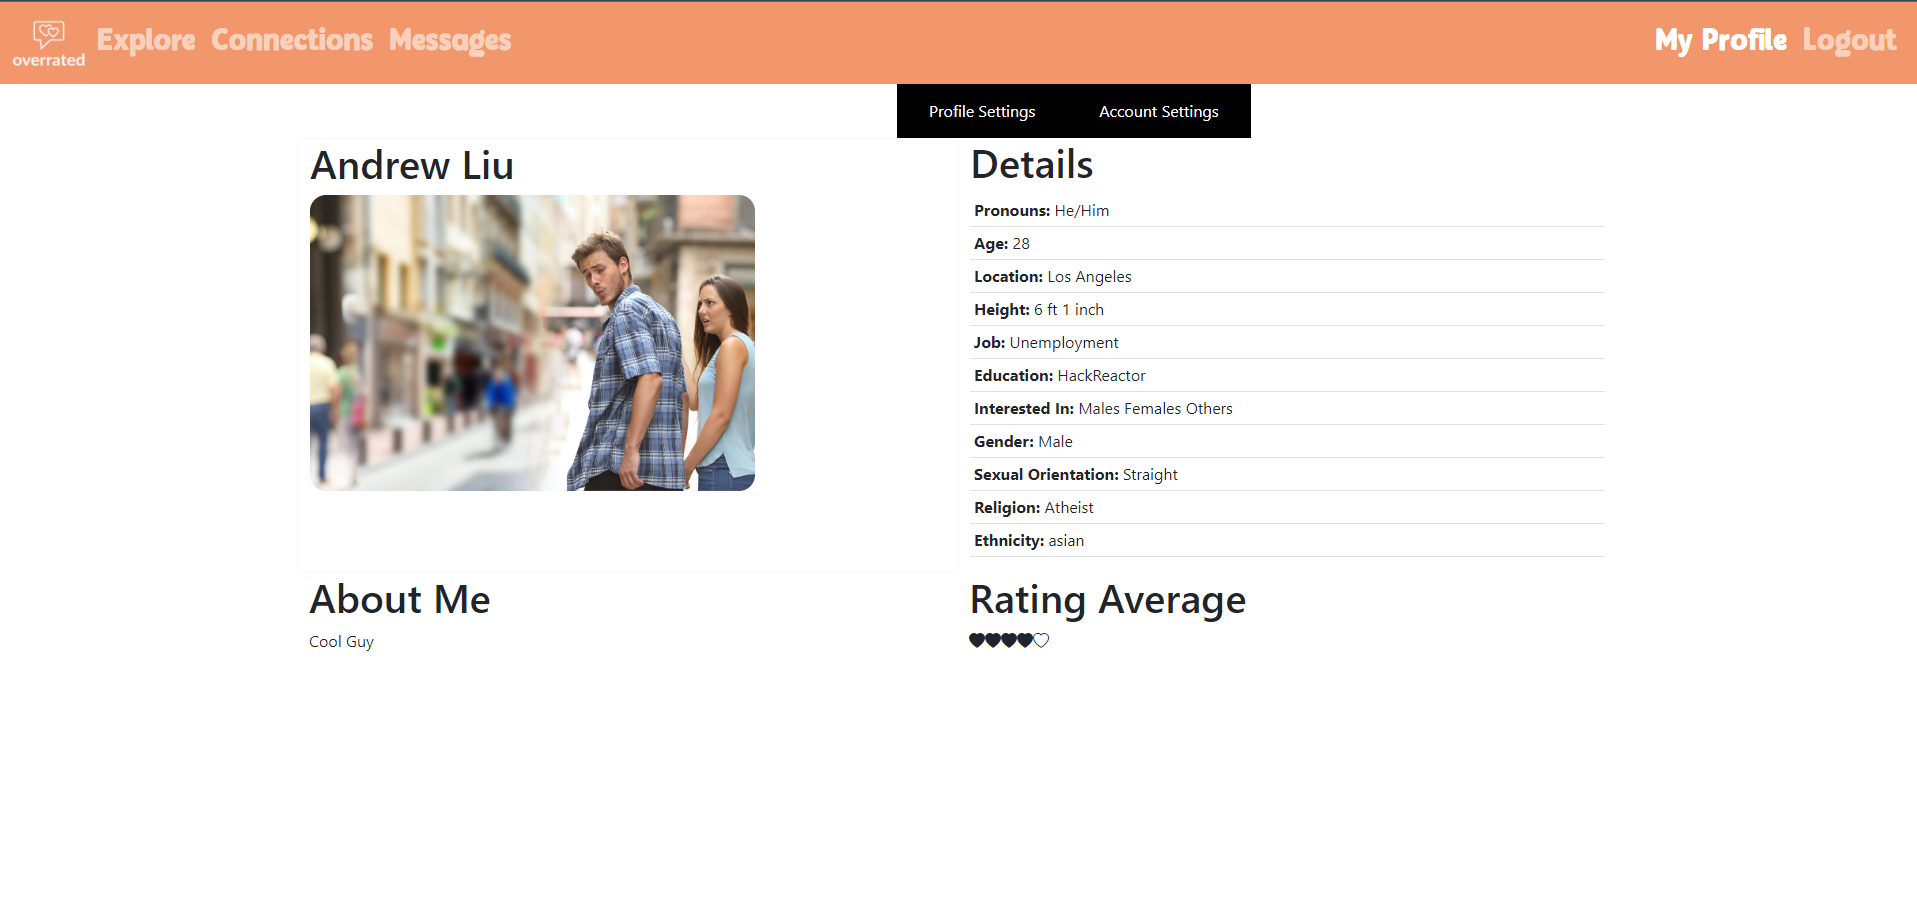 overrated
Explore Connections Messages
My Profile Logout
Profile Settings Account Settings
Andrew Liu
Details
Pronouns: He/Him
Age: 28
Location: Los Angeles
Height: 6 ft 1 inch
Job: Unemployment
Education: HackReactor
Interested In: Males Females Others
Gender: Male
Sexual Orientation: Straight
Religion: Atheist
Ethnicity: asian
About Me
Cool Guy
Rating Average